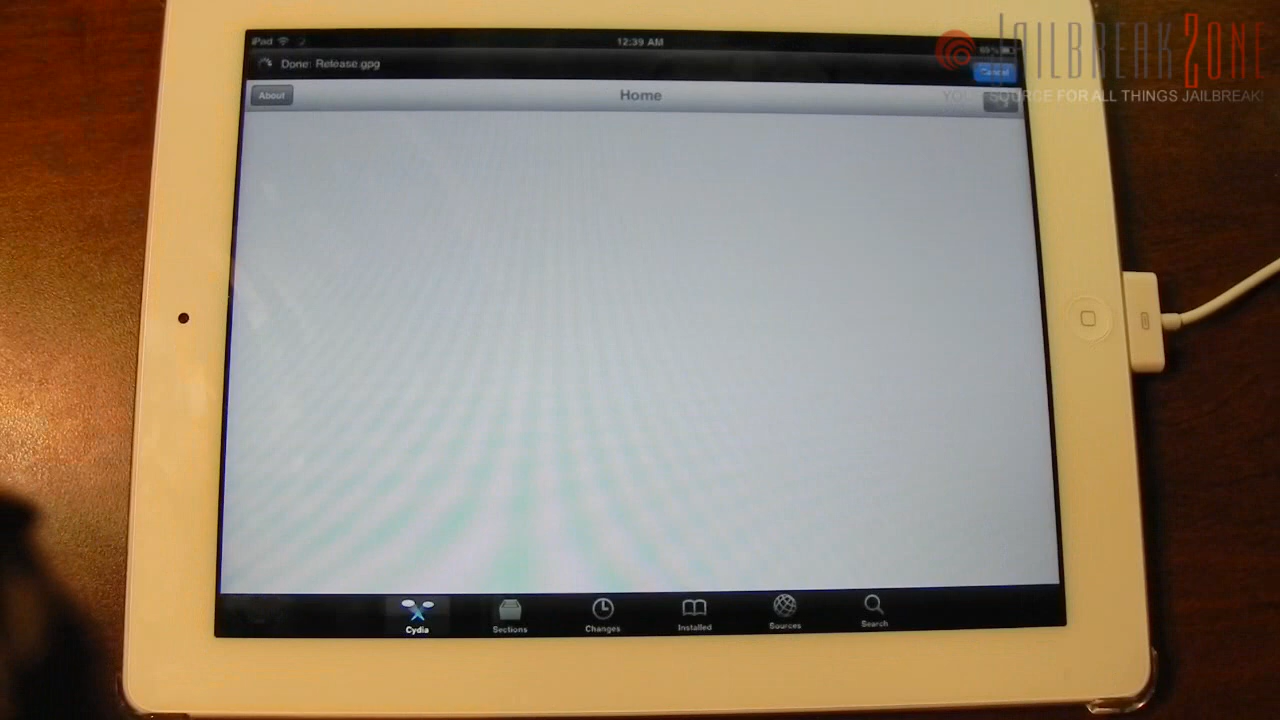 iPad
12:39 AM
JAILBREAKZONE
Done: Release.gpg
Cancel
About
Home
SOURCE FOR ALL THINGS JAILBREAK!
Cydia
Sections
Changes
Installed
Sources
Search